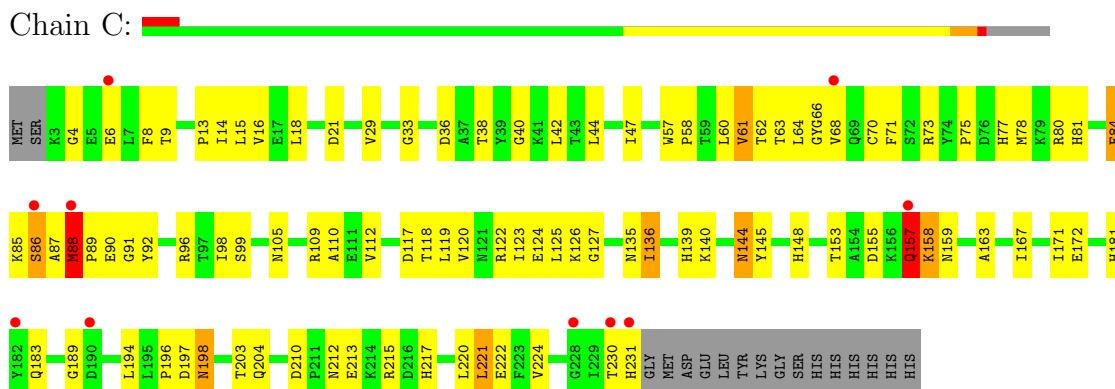 Chain C:
MET SER K3 G4 E5 E6 L7 F8 T9 P13 I14 L15 V16 E17 L18 D21 V29 G33 D36 A37 T38 Y39 G40 K41 L42 T43 L44 I47 W57 P58 T59 L60 V61 T62 T63 L64 GYG66 V68 Q69 C70 F71 S72 R73 Y74 P75 D76 H77 M78 K79 R80 H81 F84
K85 S86 A87 M88 P89 E90 G91 Y92 R96 T97 I98 S99 N105 R109 A110 E111 V112 D117 T118 L119 V120 N121 R122 I123 E124 L125 K126 G127 N135 I136 H139 K140 N144 Y145 H148 T153 A154 D155 K156 Q157 K158 N159 A163 I167 I171 E172 H181
Y182 Q183 G189 D190 L194 L195 P196 D197 N198 T203 Q204 D210 P211 N212 E213 K214 R215 D216 H217 L220 L221 E222 F223 V224 G228 I229 T230 H231 GLY MET ASP GLU LEU TYR LYS GLY SER HIS HIS HIS HIS HIS HIS